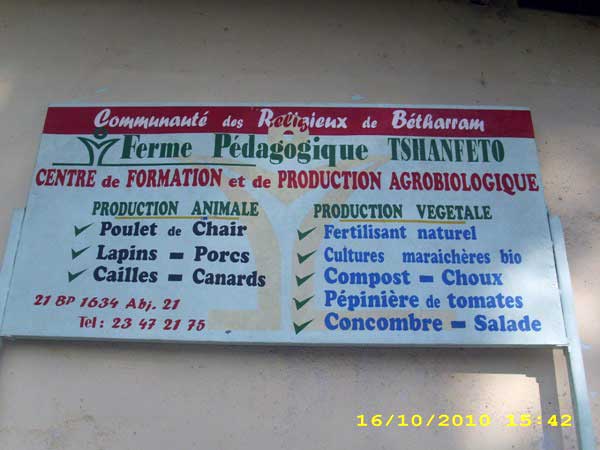 Communauté des Religieux de Bétharram
Ferme Pédagogique TSHANFETO
CENTRE de FORMATION et de PRODUCTION AGROBIOLOGIQUE
PRODUCTION ANIMALE
Poulet de Chair
Lapins - Porcs
Cailles - Canards
21 BP 1634 Abj. 21
Tel : 23 47 21 75
PRODUCTION VEGETALE
Fertilisant naturel
Cultures maraichères bio
Compost - Choux
Pépinière de tomates
Concombre - Salade
16/10/2010 15:42